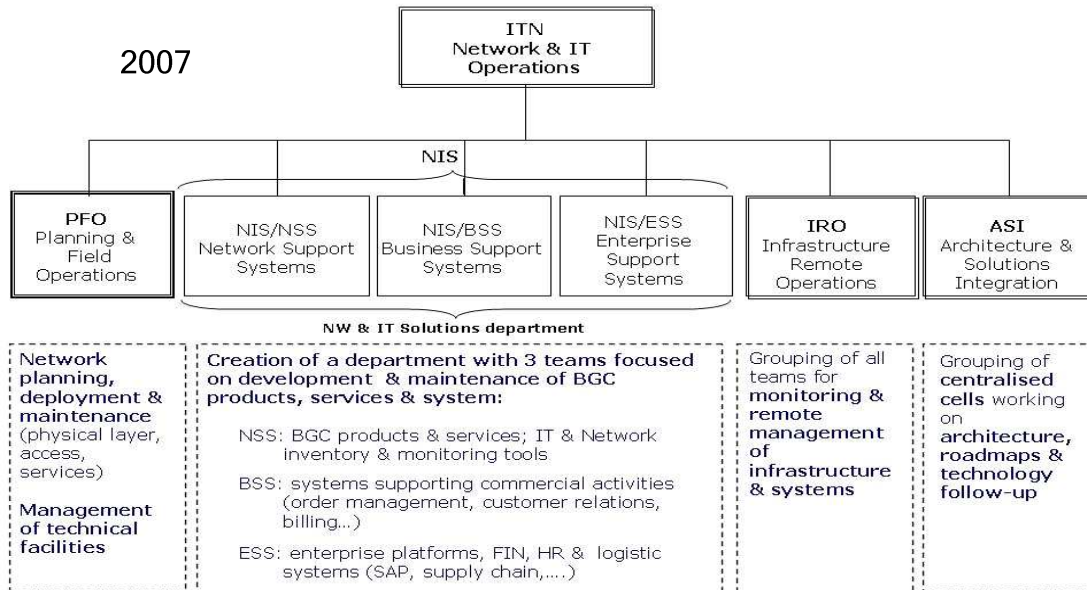 2007
ITN
Network & IT
Operations
NIS
PFO
Planning &
Field
Operations
NIS/NSS
Network Support
Systems
NIS/BSS
Business Support
Systems
NIS/ESS
Enterprise
Support
Systems
IRO
Infrastructure
Remote
Operations
ASI
Architecture &
Solutions
Integration
NW & IT Solutions department
Network
planning,
deployment &
maintenance
(physical layer,
access,
services)
Management
of technical
facilities
Creation of a department with 3 teams focused
on development & maintenance of BGC
products, services & system:
NSS: BGC products & services; IT & Network
inventory & monitoring tools
BSS: systems supporting commercial activities
(order management, customer relations,
billing...)
ESS: enterprise platforms, FIN, HR & logistic
systems (SAP, supply chain,....)
Grouping of all
teams for
monitoring &
remote
management
of
infrastructure
& systems
Grouping of
centralised
cells working
on
architecture,
roadmaps &
technology
follow-up